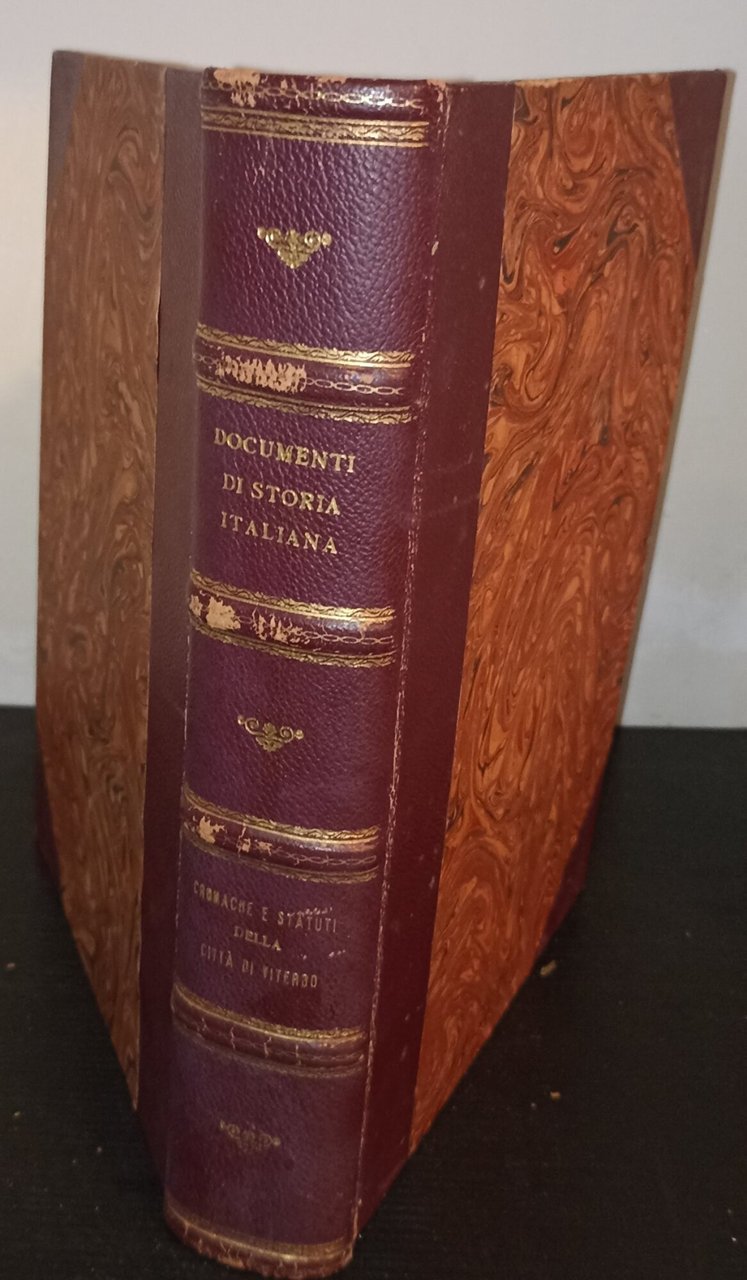 DOCUMENTI
DI STORIA
ITALIANA
CRONACHE E STATUTI
DELLA
CITTÀ DI VITERBO